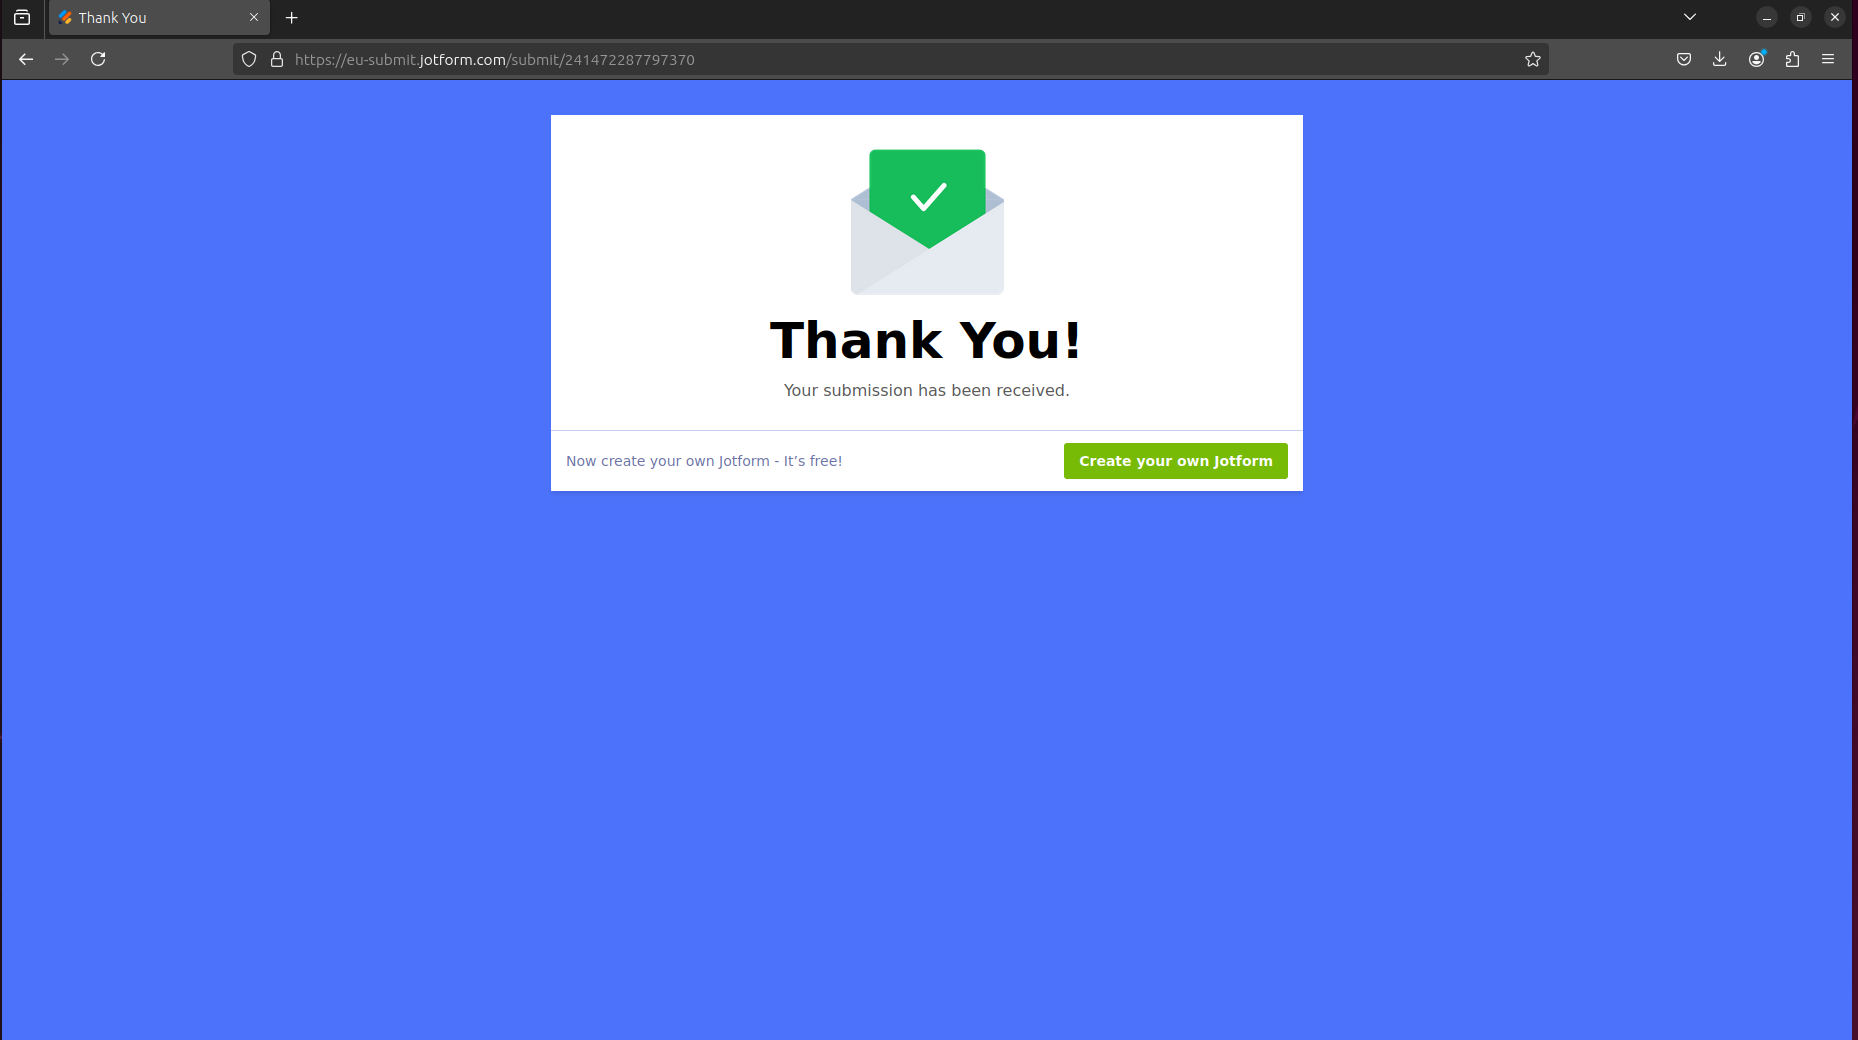 Thank You
https://eu-submit.jotform.com/submit/241472287797370
Thank You!
Your submission has been received.
Now create your own Jotform - It’s free!
Create your own Jotform